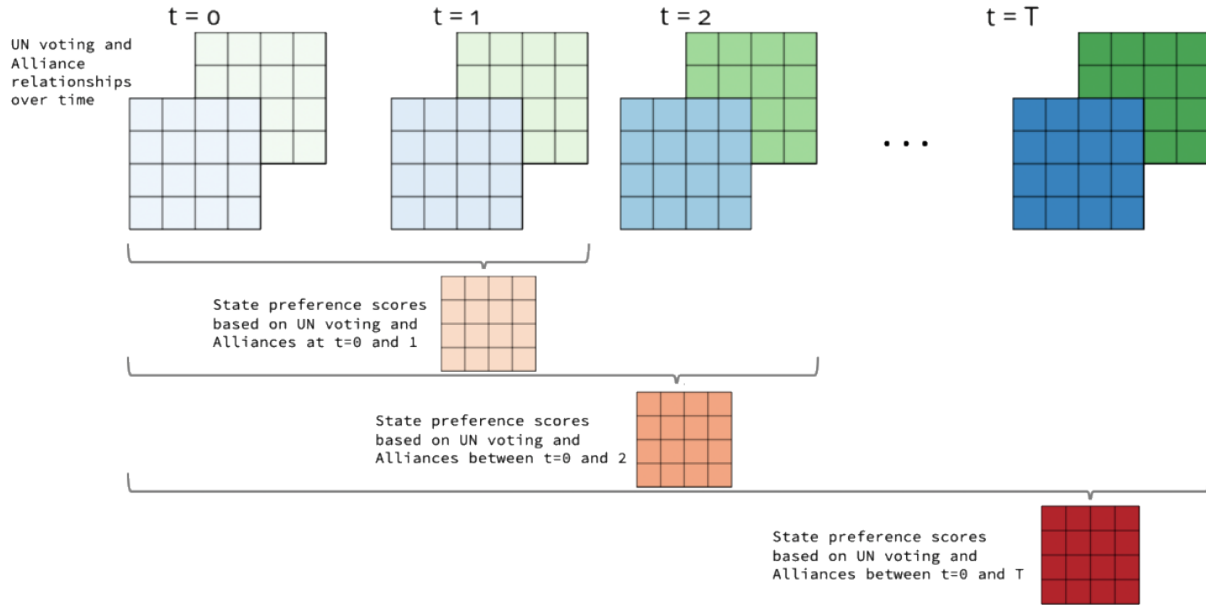 t = 0
t = 1
t = 2
t = T
UN voting and
Alliance
relationships
over time
. . .
State preference scores
based on UN voting and
Alliances at t=0 and 1
State preference scores
based on UN voting and
Alliances between t=0 and 2
State preference scores
based on UN voting and
Alliances between t=0 and T